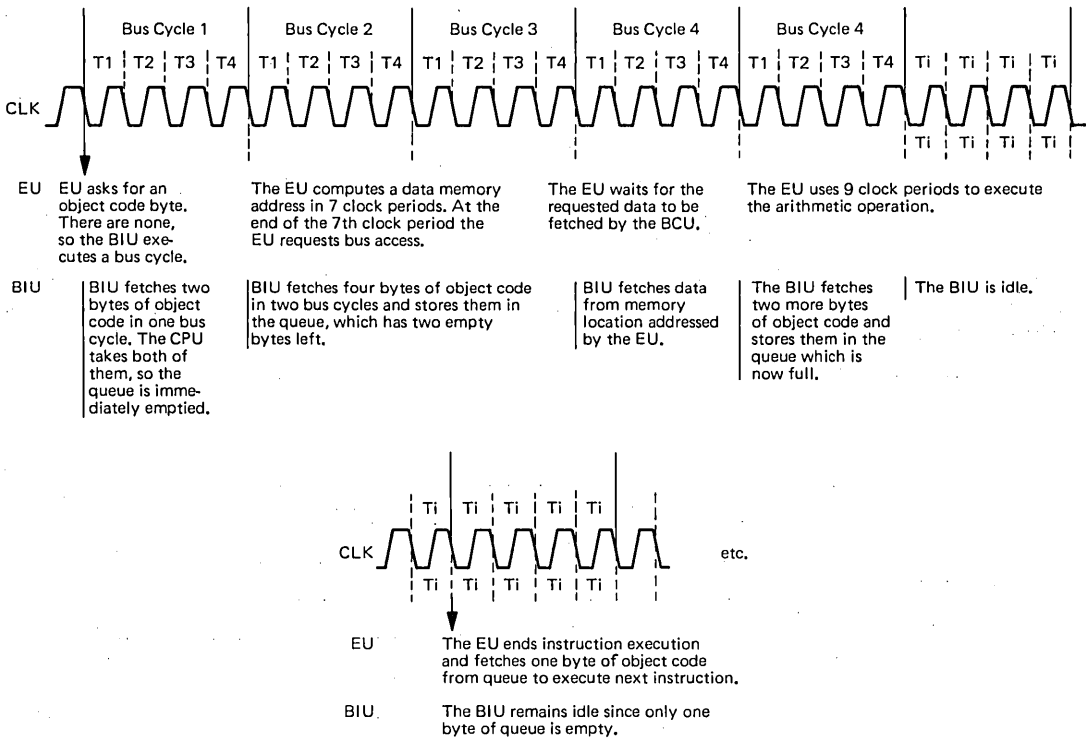 Bus Cycle 1 Bus Cycle 2 Bus Cycle 3 Bus Cycle 4 Bus Cycle 4
T1 T2 T3 T4 T1 T2 T3 T4 T1 T2 T3 T4 T1 T2 T3 T4 T1 T2 T3 T4 Ti Ti Ti Ti
CLK
Ti Ti Ti Ti
EU
EU asks for an
object code byte.
There are none,
so the BIU exe-
cutes a bus cycle.
The EU computes a data memory
address in 7 clock periods. At the
end of the 7th clock period the
EU requests bus access.
The EU waits for the
requested data to be
fetched by the BCU.
The EU uses 9 clock periods to execute
the arithmetic operation.
BIU
BIU fetches two
bytes of object
code in one bus
cycle. The CPU
takes both of
them, so the
queue is imme-
diately emptied.
BIU fetches four bytes of object code
in two bus cycles and stores them in
the queue, which has two empty
bytes left.
BIU fetches data
from memory
location addressed
by the EU.
The BIU fetches
two more bytes
of object code and
stores them in the
queue which is
now full.
The BIU is idle.
Ti Ti Ti Ti Ti
CLK
etc.
Ti Ti Ti Ti Ti
EU
The EU ends instruction execution
and fetches one byte of object code
from queue to execute next instruction.
BIU
The BIU remains idle since only one
byte of queue is empty.